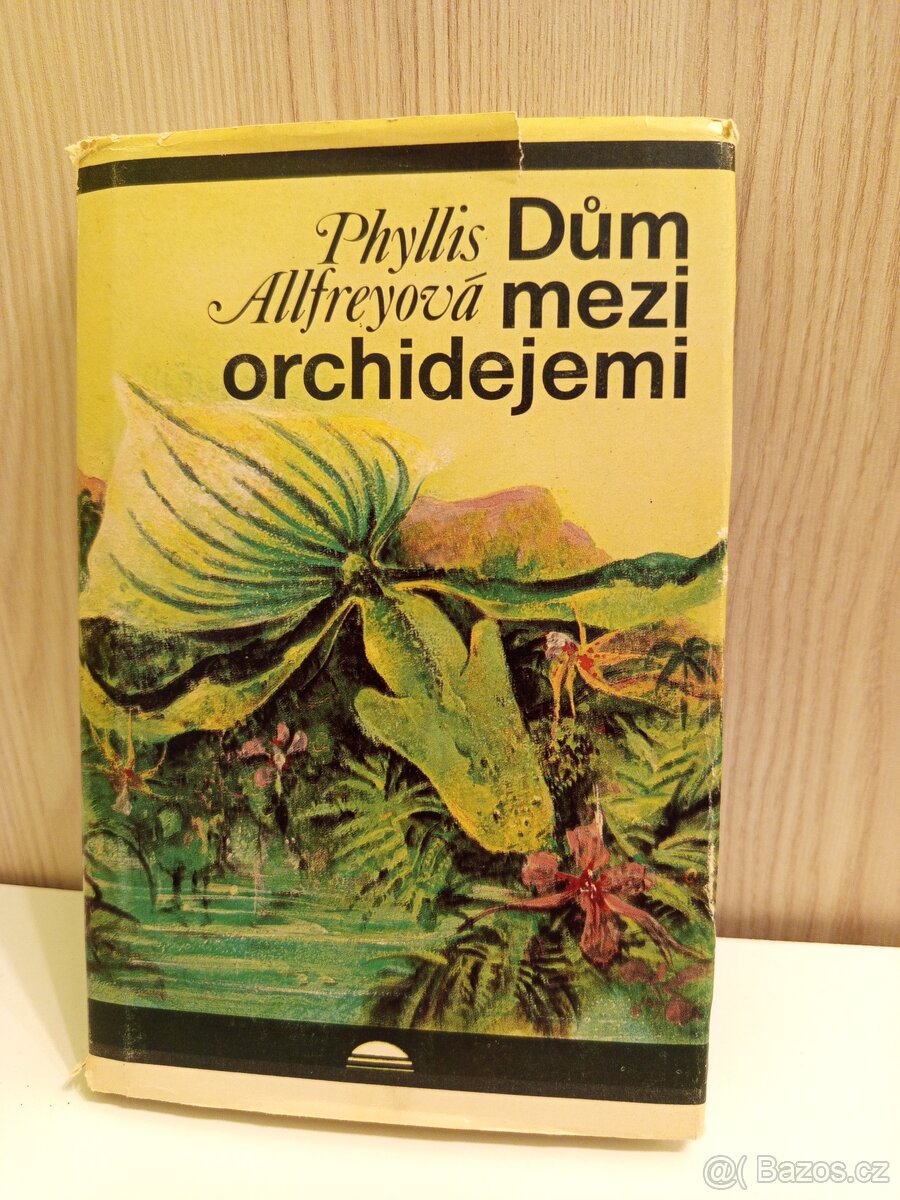 Phyllis Dům
Allfreyová mezi
orchidejemi
@( Bazos.cz